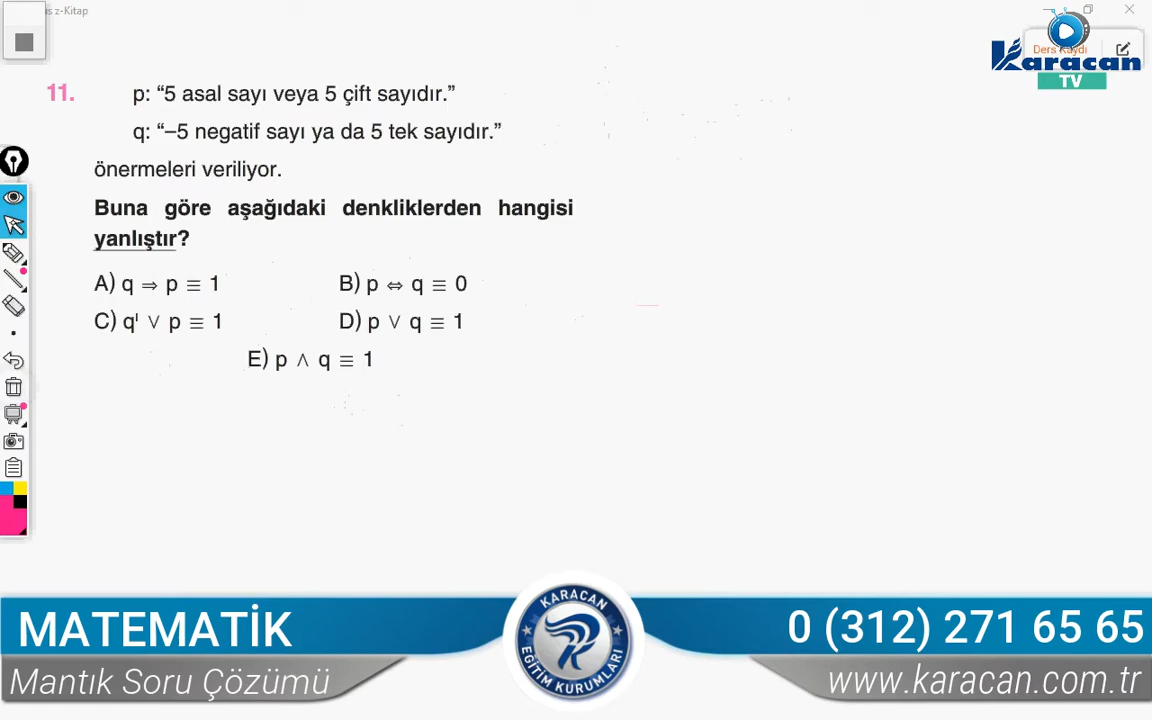 us z-Kitap
Ders Kaydı
Karacan
TV
11. p: “5 asal sayı veya 5 çift sayıdır.”
q: “–5 negatif sayı ya da 5 tek sayıdır.”
önermeleri veriliyor.
Buna göre aşağıdaki denkliklerden hangisi
yanlıştır?
A) q ⇒ p ≡ 1 B) p ⇔ q ≡ 0
C) qᴵ ∨ p ≡ 1 D) p ∨ q ≡ 1
E) p ∧ q ≡ 1
MATEMATİK
Mantık Soru Çözümü
KARACAN
EĞİTİM KURUMLARI
0 (312) 271 65 65
www.karacan.com.tr